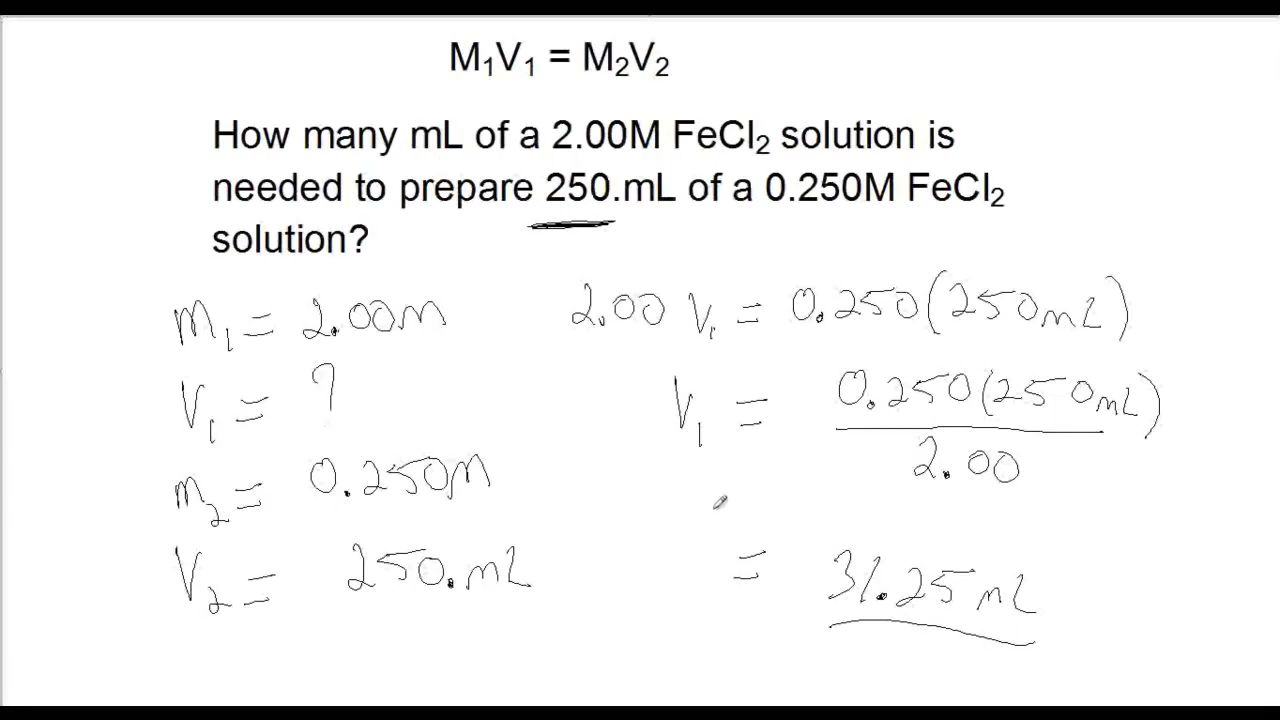 M₁V₁ = M₂V₂
How many mL of a 2.00M FeCl₂ solution is
needed to prepare 250.mL of a 0.250M FeCl₂
solution?
M₁ = 2.00M
V₁ = ?
M₂ = 0.250M
V₂ = 250.mL
2.00 V₁ = 0.250(250mL)
V₁ = 0.250(250mL)
2.00
= 31.25mL